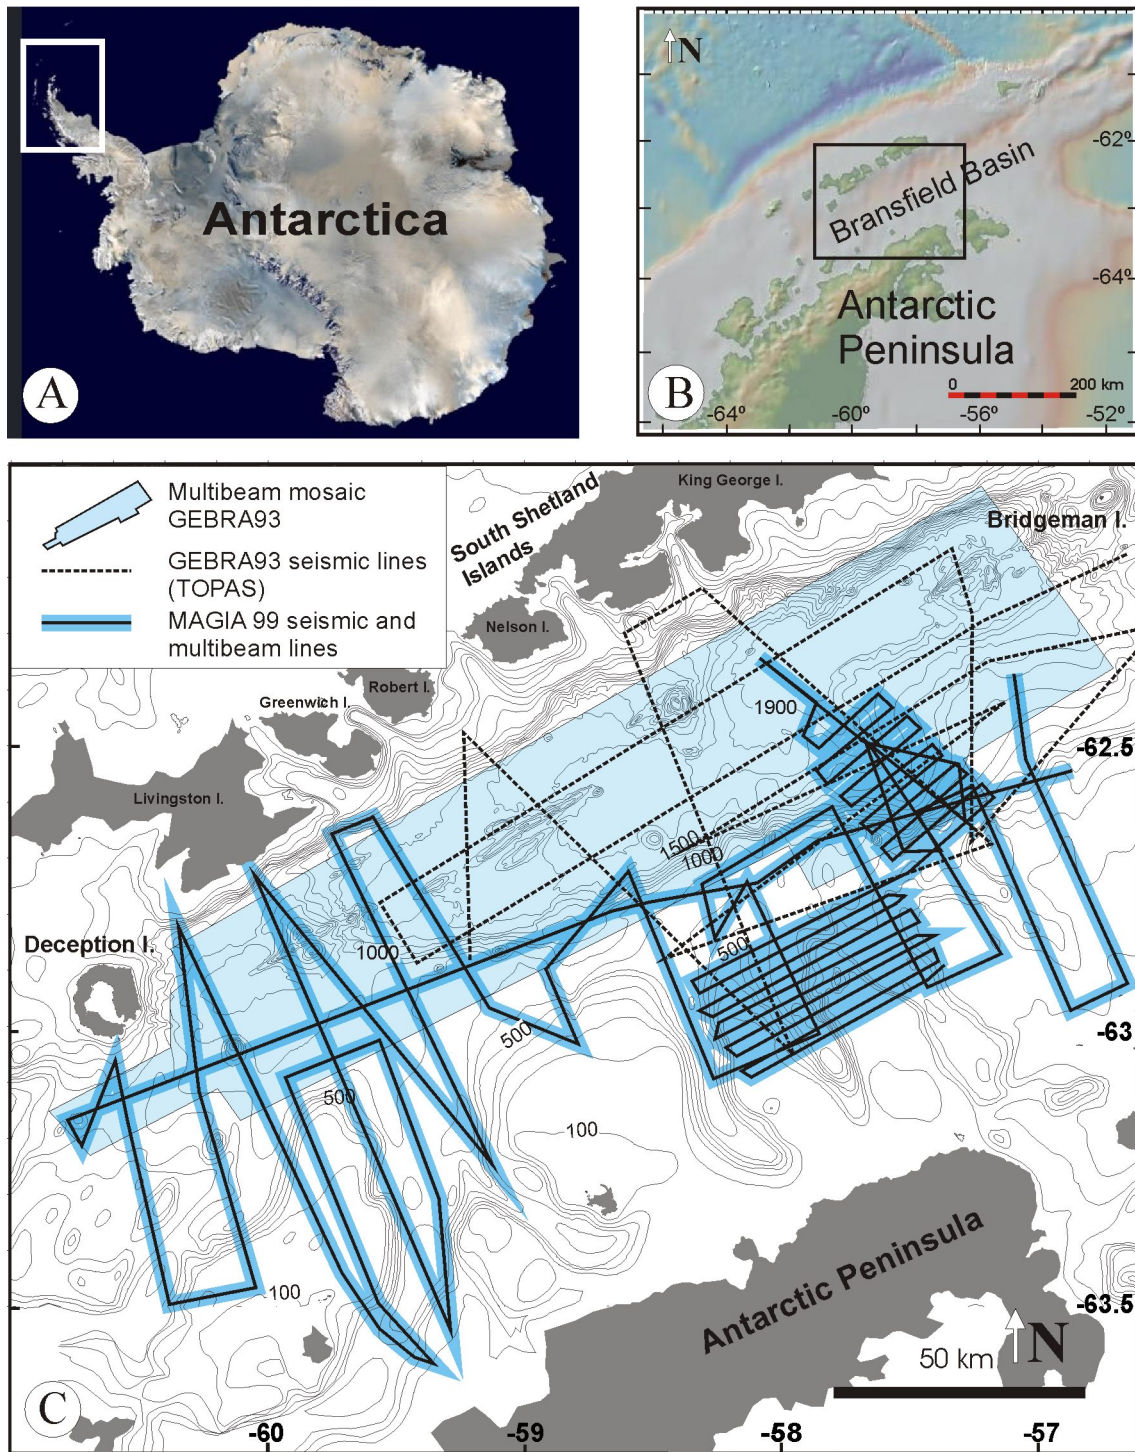 Antarctica
A
N
-62º
Bransfield Basin
-64º
Antarctic
Peninsula
0 200 km
B
-64º -60º -56º -52º
Multibeam mosaic
GEBRA93
GEBRA93 seismic lines
(TOPAS)
MAGIA 99 seismic and
multibeam lines
South Shetland
Islands
King George I.
Bridgeman I.
Nelson I.
Robert I.
Greenwich I.
1900
-62.5
Livingston I.
1500
1000
Deception I.
1000
500
500
-63
500
100
100
Antarctic Peninsula
-63.5
50 km
N
C
-60 -59 -58 -57